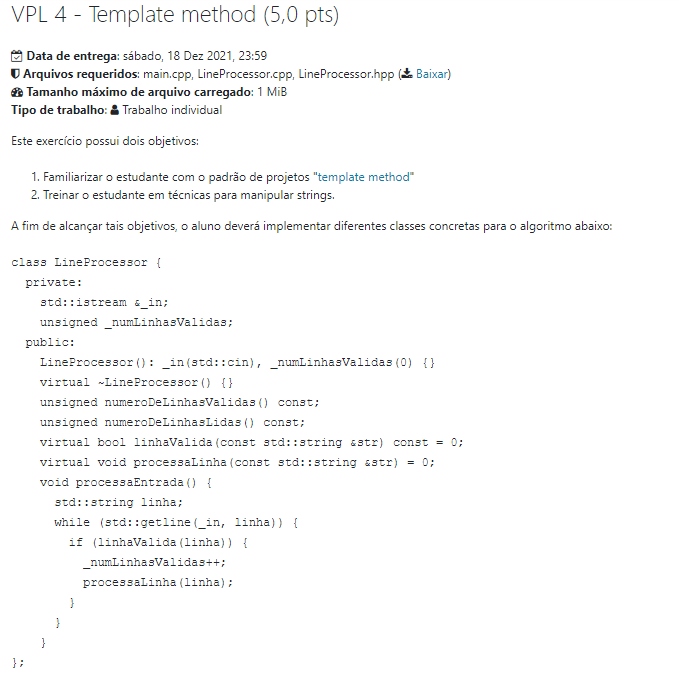 VPL 4 - Template method (5,0 pts)
Data de entrega: sábado, 18 Dez 2021, 23:59
Arquivos requeridos: main.cpp, LineProcessor.cpp, LineProcessor.hpp (Baixar)
Tamanho máximo de arquivo carregado: 1 MiB
Tipo de trabalho: Trabalho individual
Este exercício possui dois objetivos:
1. Familiarizar o estudante com o padrão de projetos "template method"
2. Treinar o estudante em técnicas para manipular strings.
A fim de alcançar tais objetivos, o aluno deverá implementar diferentes classes concretas para o algoritmo abaixo:
class LineProcessor {
  private:
    std::istream &_in;
    unsigned _numLinhasValidas;
  public:
    LineProcessor(): _in(std::cin), _numLinhasValidas(0) {}
    virtual ~LineProcessor() {}
    unsigned numeroDeLinhasValidas() const;
    unsigned numeroDeLinhasLidas() const;
    virtual bool linhaValida(const std::string &str) const = 0;
    virtual void processaLinha(const std::string &str) = 0;
    void processaEntrada() {
      std::string linha;
      while (std::getline(_in, linha)) {
        if (linhaValida(linha)) {
          _numLinhasValidas++;
          processaLinha(linha);
        }
      }
    }
};